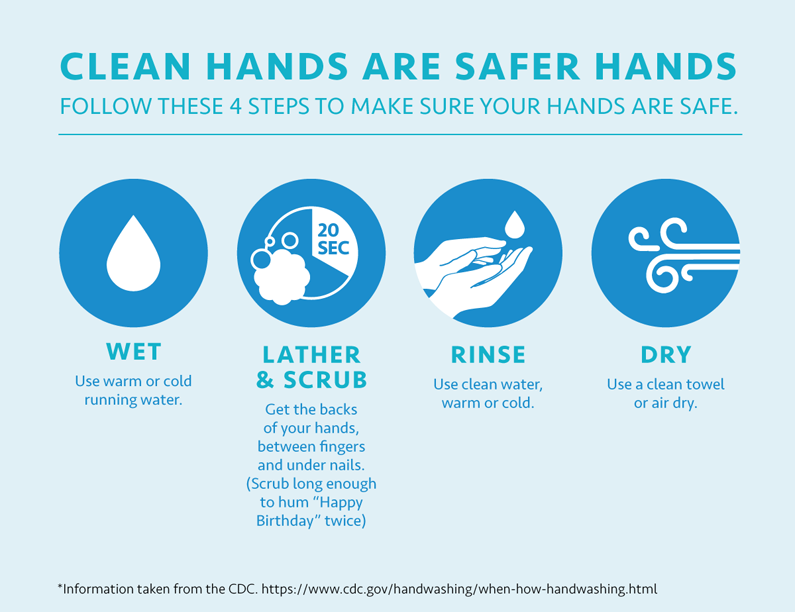 CLEAN HANDS ARE SAFER HANDS
FOLLOW THESE 4 STEPS TO MAKE SURE YOUR HANDS ARE SAFE.
WET
Use warm or cold
running water.
20
SEC
LATHER
& SCRUB
Get the backs
of your hands,
between fingers
and under nails.
(Scrub long enough
to hum “Happy
Birthday” twice)
RINSE
Use clean water,
warm or cold.
DRY
Use a clean towel
or air dry.
*Information taken from the CDC. https://www.cdc.gov/handwashing/when-how-handwashing.html